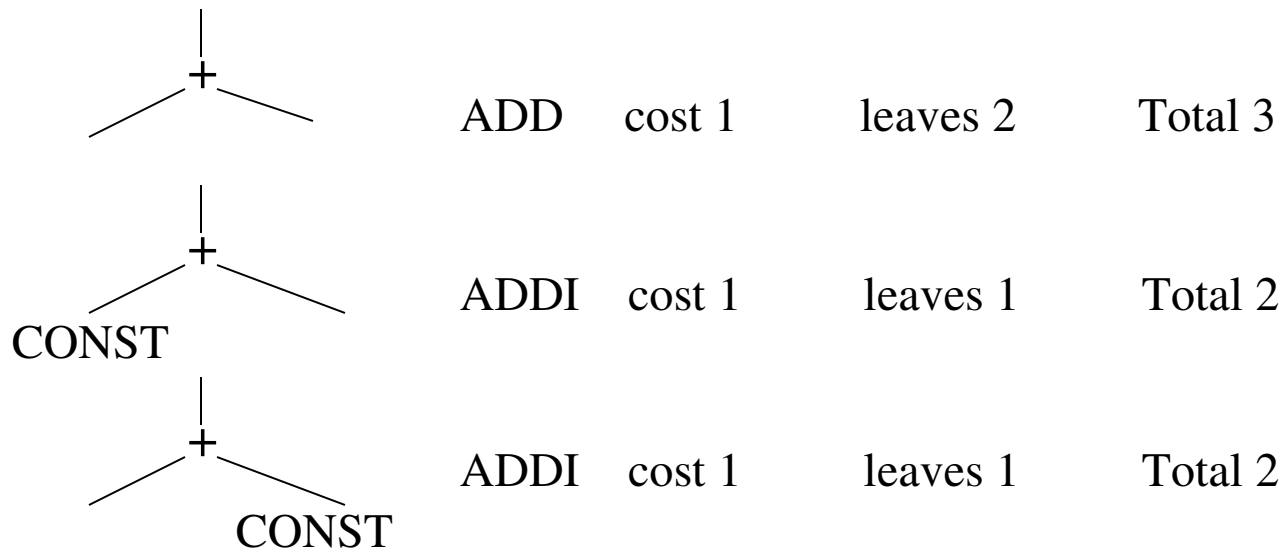 +
ADD cost 1 leaves 2 Total 3
+
ADDI cost 1 leaves 1 Total 2
CONST
+
ADDI cost 1 leaves 1 Total 2
CONST